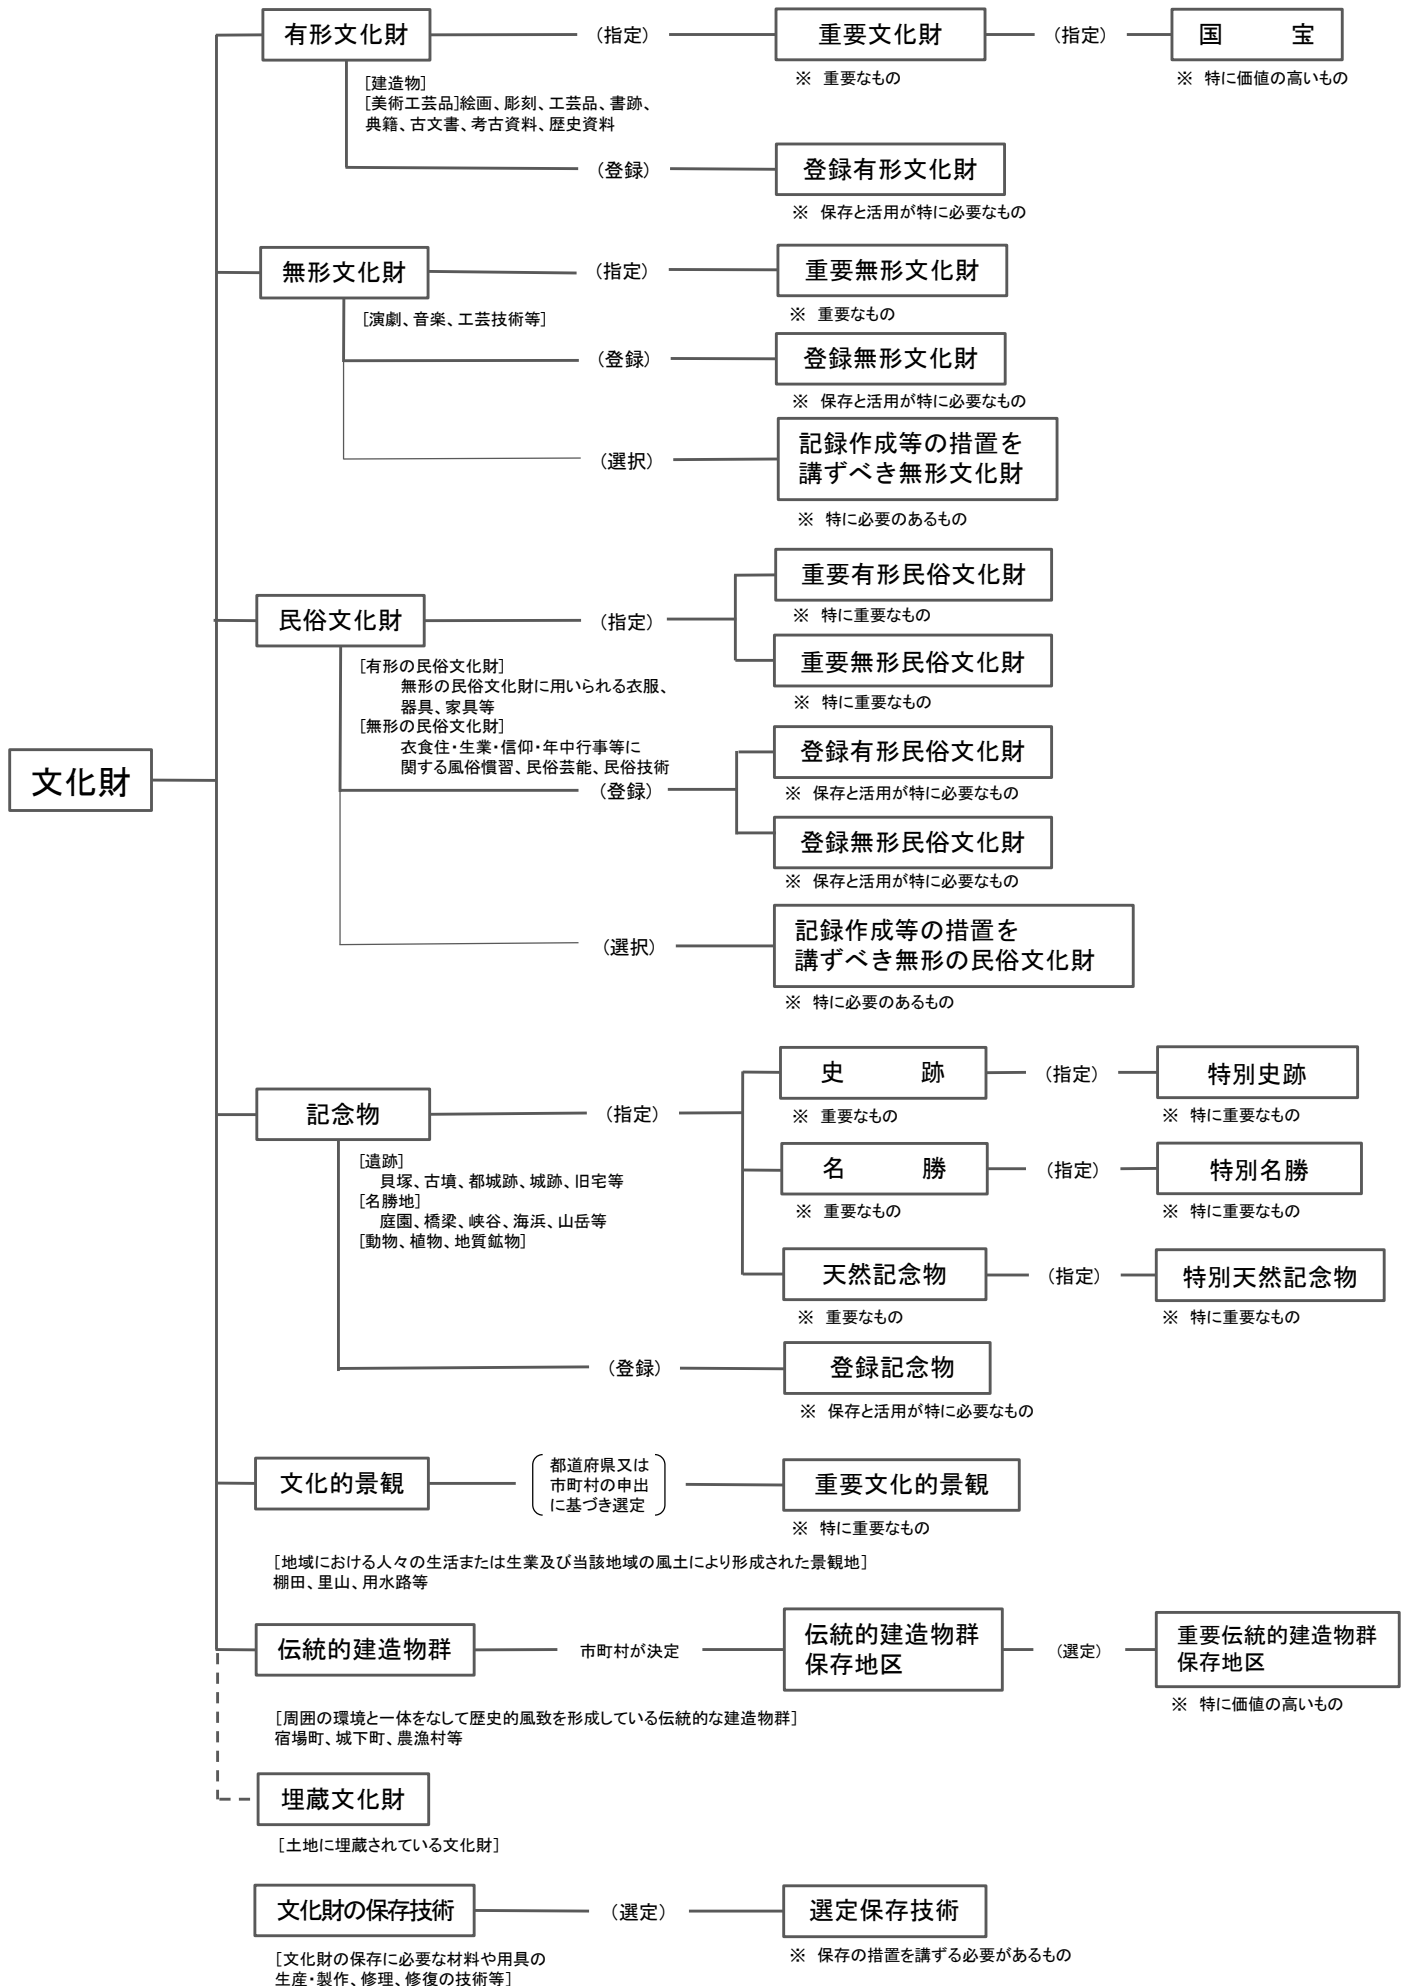 有形文化財
（指定）
重要文化財
（指定）
国　　宝
※ 重要なもの
※ 特に価値の高いもの
［建造物］
［美術工芸品］絵画、彫刻、工芸品、書跡、
典籍、古文書、考古資料、歴史資料
（登録）
登録有形文化財
※ 保存と活用が特に必要なもの
無形文化財
（指定）
重要無形文化財
※ 重要なもの
［演劇、音楽、工芸技術等］
（登録）
登録無形文化財
※ 保存と活用が特に必要なもの
（選択）
記録作成等の措置を
講ずべき無形文化財
※ 特に必要のあるもの
民俗文化財
（指定）
重要有形民俗文化財
※ 特に重要なもの
重要無形民俗文化財
※ 特に重要なもの
［有形の民俗文化財］
無形の民俗文化財に用いられる衣服、
器具、家具等
［無形の民俗文化財］
衣食住・生業・信仰・年中行事等に
関する風俗慣習、民俗芸能、民俗技術
（登録）
登録有形民俗文化財
※ 保存と活用が特に必要なもの
登録無形民俗文化財
※ 保存と活用が特に必要なもの
文化財
（選択）
記録作成等の措置を
講ずべき無形の民俗文化財
※ 特に必要のあるもの
記念物
（指定）
史　　跡
（指定）
特別史跡
※ 重要なもの
※ 特に重要なもの
［遺跡］
貝塚、古墳、都城跡、城跡、旧宅等
［名勝地］
庭園、橋梁、峡谷、海浜、山岳等
［動物、植物、地質鉱物］
名　　勝
（指定）
特別名勝
※ 重要なもの
※ 特に重要なもの
天然記念物
（指定）
特別天然記念物
※ 重要なもの
※ 特に重要なもの
（登録）
登録記念物
※ 保存と活用が特に必要なもの
文化的景観
都道府県又は
市町村の申出
に基づき選定
重要文化的景観
※ 特に重要なもの
［地域における人々の生活または生業及び当該地域の風土により形成された景観地］
棚田、里山、用水路等
伝統的建造物群
市町村が決定
伝統的建造物群
保存地区
（選定）
重要伝統的建造物群
保存地区
※ 特に価値の高いもの
［周囲の環境と一体をなして歴史的風致を形成している伝統的な建造物群］
宿場町、城下町、農漁村等
埋蔵文化財
［土地に埋蔵されている文化財］
文化財の保存技術
（選定）
選定保存技術
※ 保存の措置を講ずる必要があるもの
［文化財の保存に必要な材料や用具の
生産・製作、修理、修復の技術等］